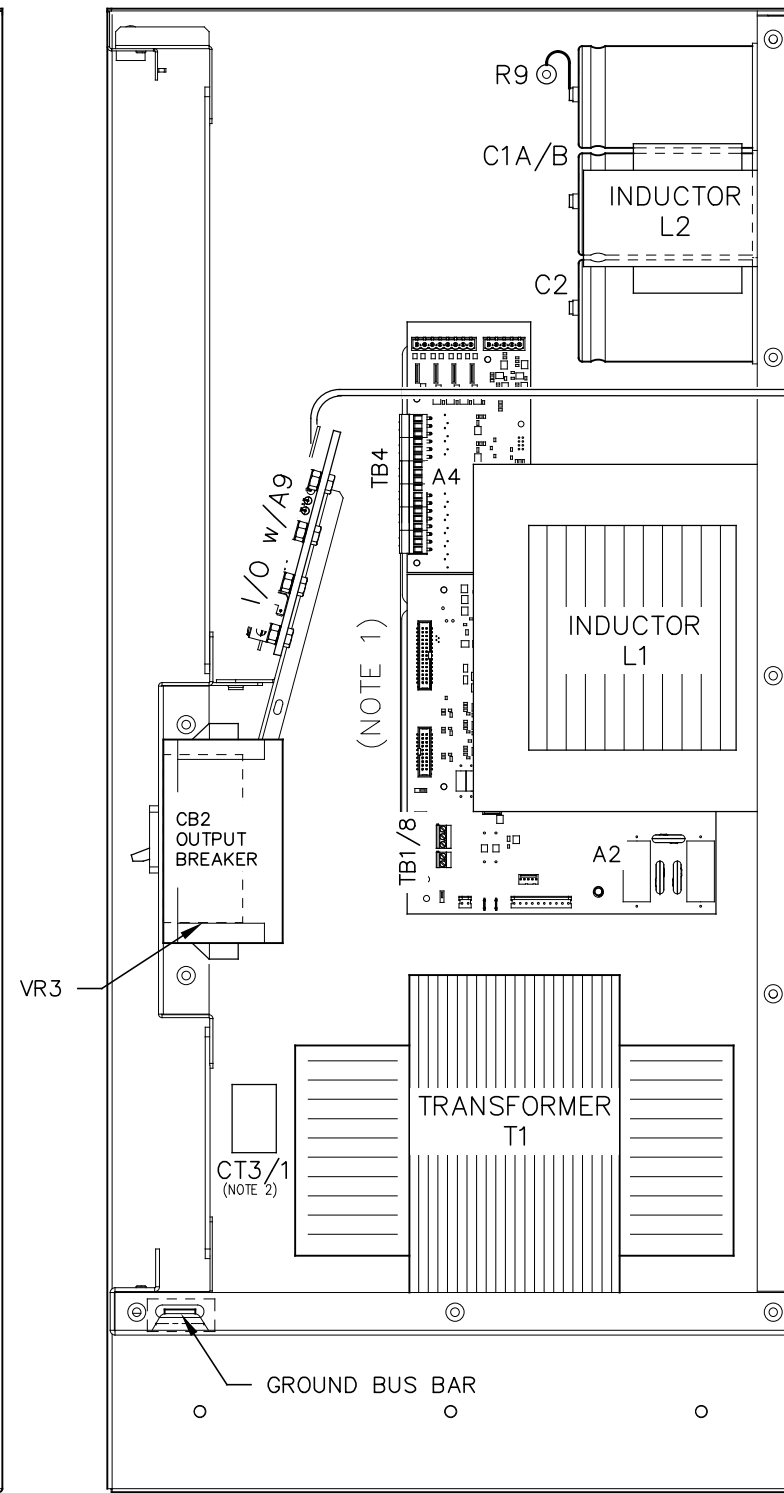 R9
C1A/B
INDUCTOR
L2
C2
TB4
A4
I/O w/A9
(NOTE 1)
INDUCTOR
L1
CB2
OUTPUT
BREAKER
TB1/8
A2
VR3
TRANSFORMER
T1
CT3/1
(NOTE 2)
GROUND BUS BAR